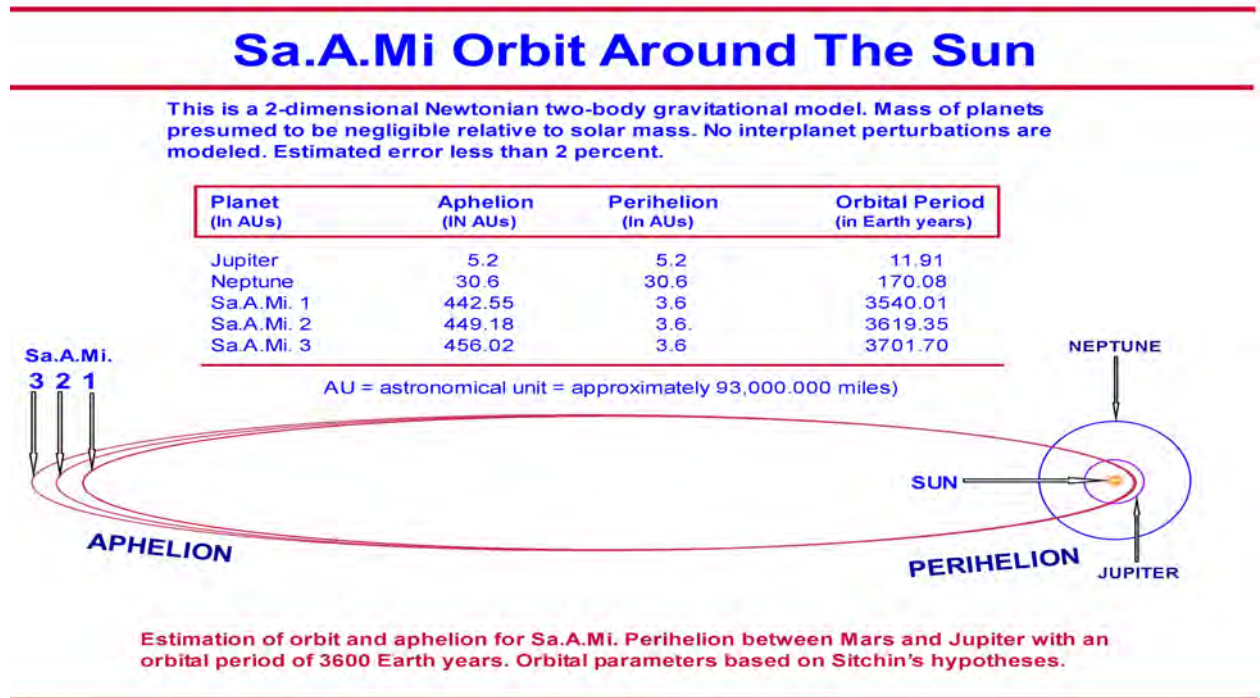 Sa.A.Mi Orbit Around The Sun
This is a 2-dimensional Newtonian two-body gravitational model. Mass of planets
presumed to be negligible relative to solar mass. No interplanet perturbations are
modeled. Estimated error less than 2 percent.
Planet Aphelion Perihelion Orbital Period
(In AUs) (IN AUs) (In AUs) (in Earth years)
Jupiter 5.2 5.2 11.91
Neptune 30.6 30.6 170.08
Sa.A.Mi. 1 442.55 3.6 3540.01
Sa.A.Mi. 2 449.18 3.6. 3619.35
Sa.A.Mi. 3 456.02 3.6 3701.70
AU = astronomical unit = approximately 93,000.000 miles)
Sa.A.Mi.
3 2 1
NEPTUNE
SUN
APHELION
PERIHELION
JUPITER
Estimation of orbit and aphelion for Sa.A.Mi. Perihelion between Mars and Jupiter with an
orbital period of 3600 Earth years. Orbital parameters based on Sitchin's hypotheses.